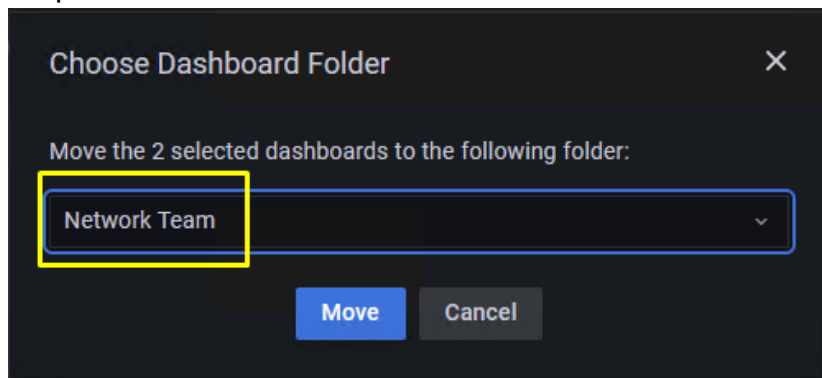 Choose Dashboard Folder
Move the 2 selected dashboards to the following folder:
Network Team
Move
Cancel